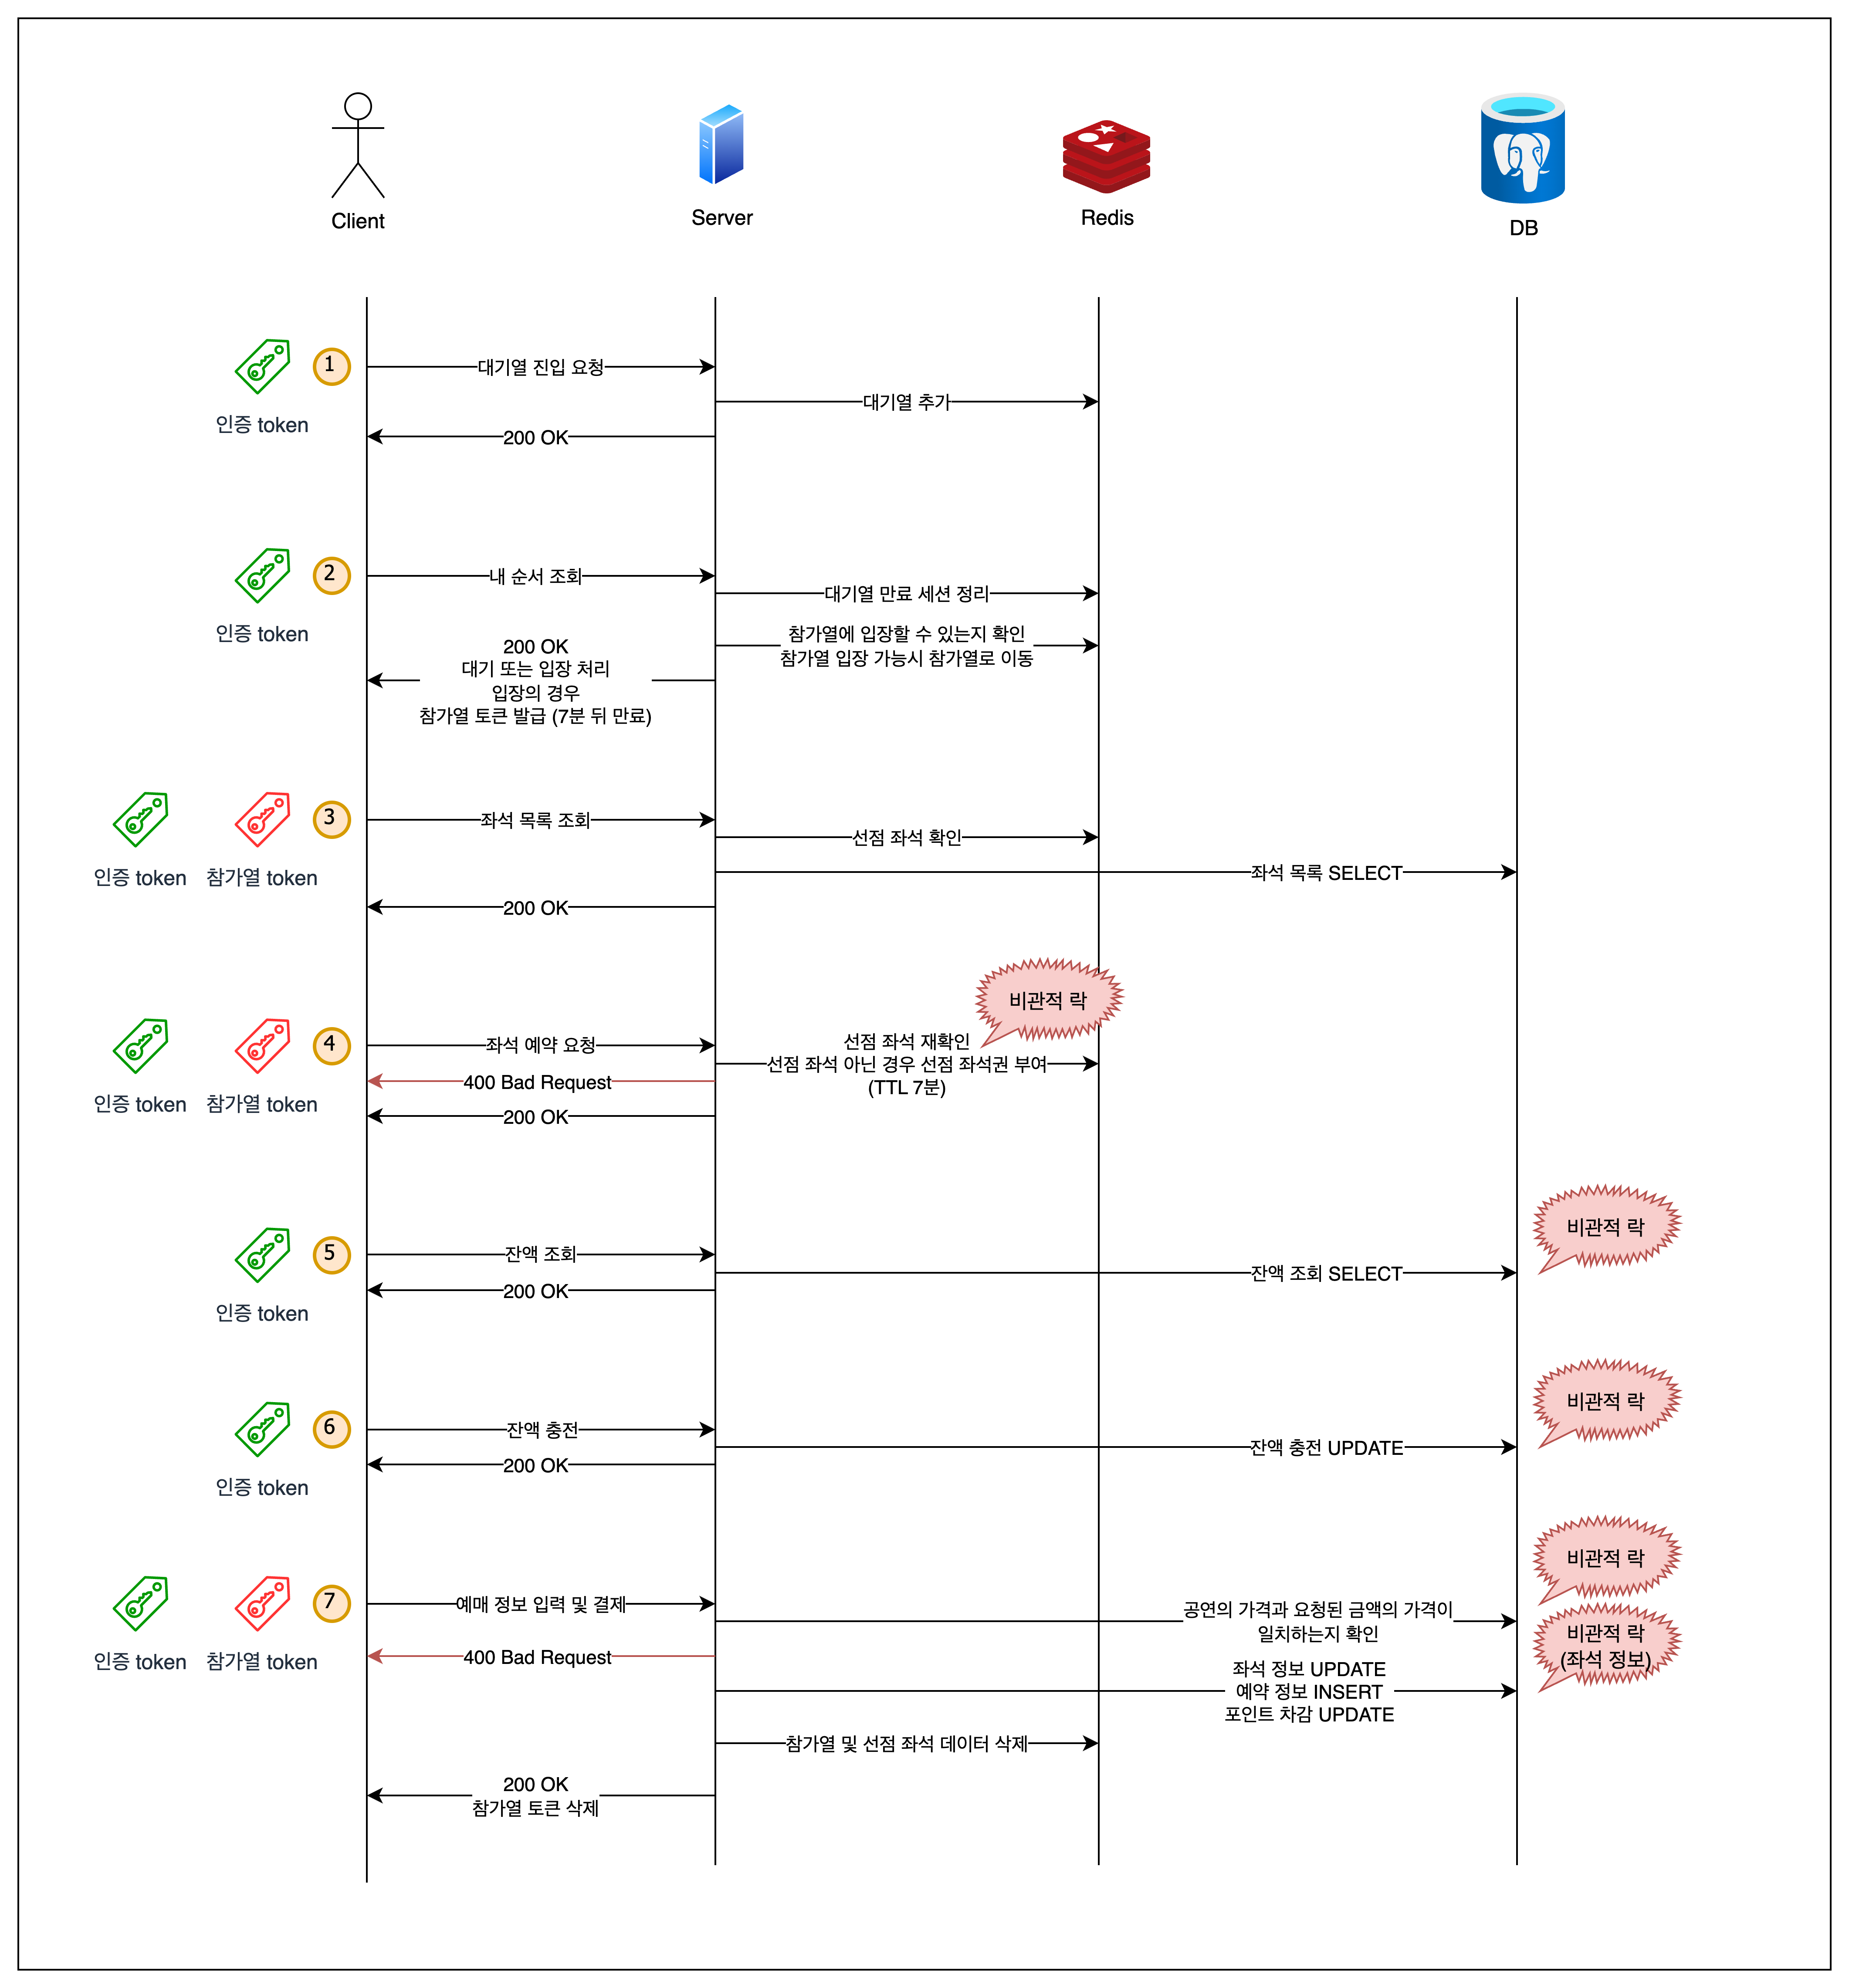 Client
Server
Redis
DB
1
인증 token
대기열 진입 요청
대기열 추가
200 OK
2
인증 token
내 순서 조회
대기열 만료 세션 정리
참가열에 입장할 수 있는지 확인
참가열 입장 가능시 참가열로 이동
200 OK
대기 또는 입장 처리
입장의 경우
참가열 토큰 발급 (7분 뒤 만료)
3
인증 token
참가열 token
좌석 목록 조회
선점 좌석 확인
좌석 목록 SELECT
200 OK
비관적 락
4
인증 token
참가열 token
좌석 예약 요청
선점 좌석 재확인
선점 좌석 아닌 경우 선점 좌석권 부여
(TTL 7분)
400 Bad Request
200 OK
비관적 락
5
인증 token
잔액 조회
잔액 조회 SELECT
200 OK
비관적 락
6
인증 token
잔액 충전
잔액 충전 UPDATE
200 OK
비관적 락
7
인증 token
참가열 token
예매 정보 입력 및 결제
공연의 가격과 요청된 금액의 가격이
일치하는지 확인
비관적 락
(좌석 정보)
400 Bad Request
좌석 정보 UPDATE
예약 정보 INSERT
포인트 차감 UPDATE
참가열 및 선점 좌석 데이터 삭제
200 OK
참가열 토큰 삭제